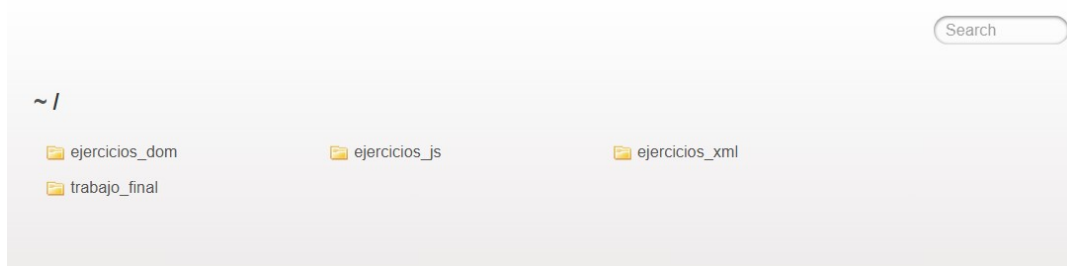 Search
~ /
ejercicios_dom ejercicios_js ejercicios_xml
trabajo_final